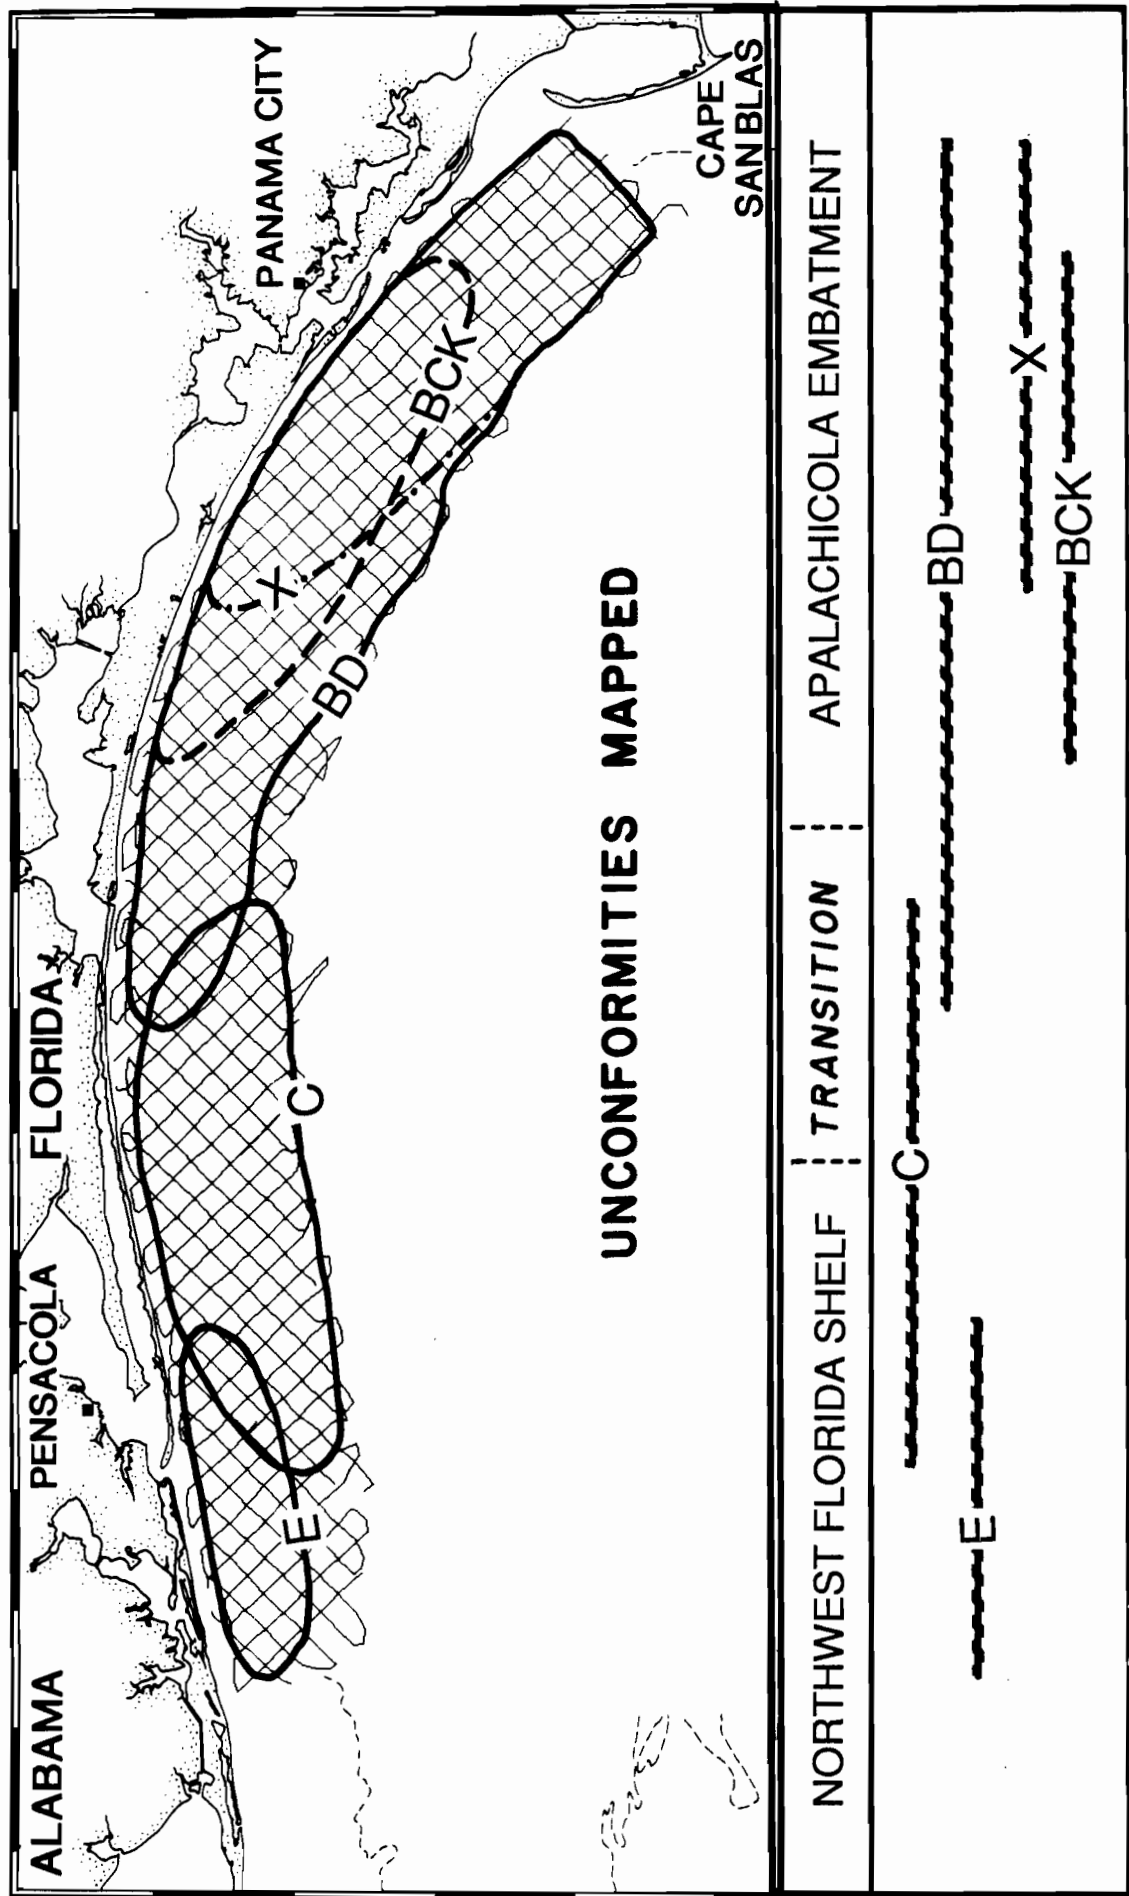 ALABAMA
PENSACOLA
FLORIDA
PANAMA CITY
CAPE
SAN BLAS
E
C
BD
X
BCK
UNCONFORMITIES MAPPED
NORTHWEST FLORIDA SHELF
TRANSITION
APALACHICOLA EMBATMENT
C
BD
E
X
BCK